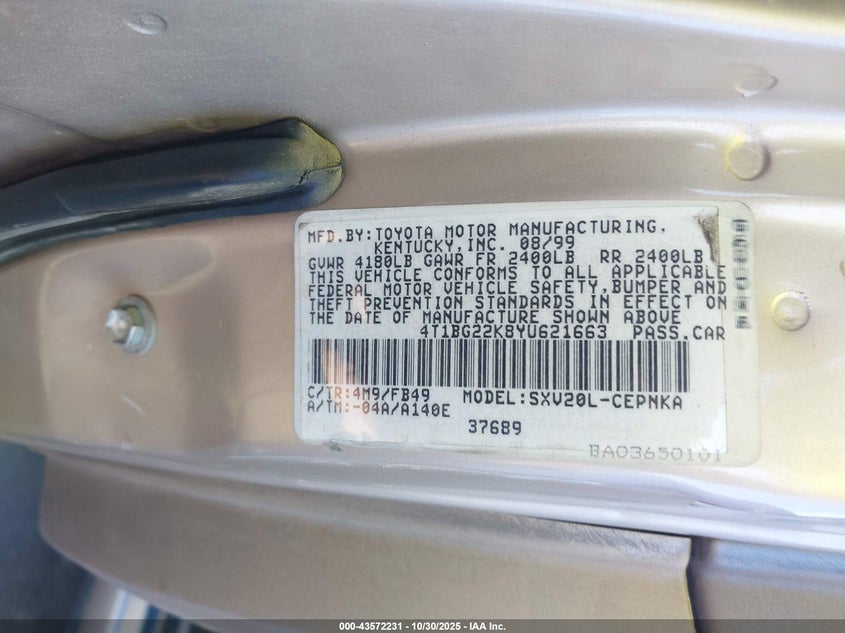 MFD.BY:TOYOTA MOTOR MANUFACTURING,
KENTUCKY,INC. 08/99
GVWR 4180LB GAWR FR 2400LB RR 2400LB
THIS VEHICLE CONFORMS TO ALL APPLICABLE
FEDERAL MOTOR VEHICLE SAFETY,BUMPER AND
THEFT PREVENTION STANDARDS IN EFFECT ON
THE DATE OF MANUFACTURE SHOWN ABOVE
4T1BG22K8YU621663 PASS.CAR
C/TR:4M9/FB49 MODEL:SXV20L-CEPNKA
A/TM:-04A/A140E
37689
BA03650101
000-43572231 - 10/30/2025 - IAA Inc.